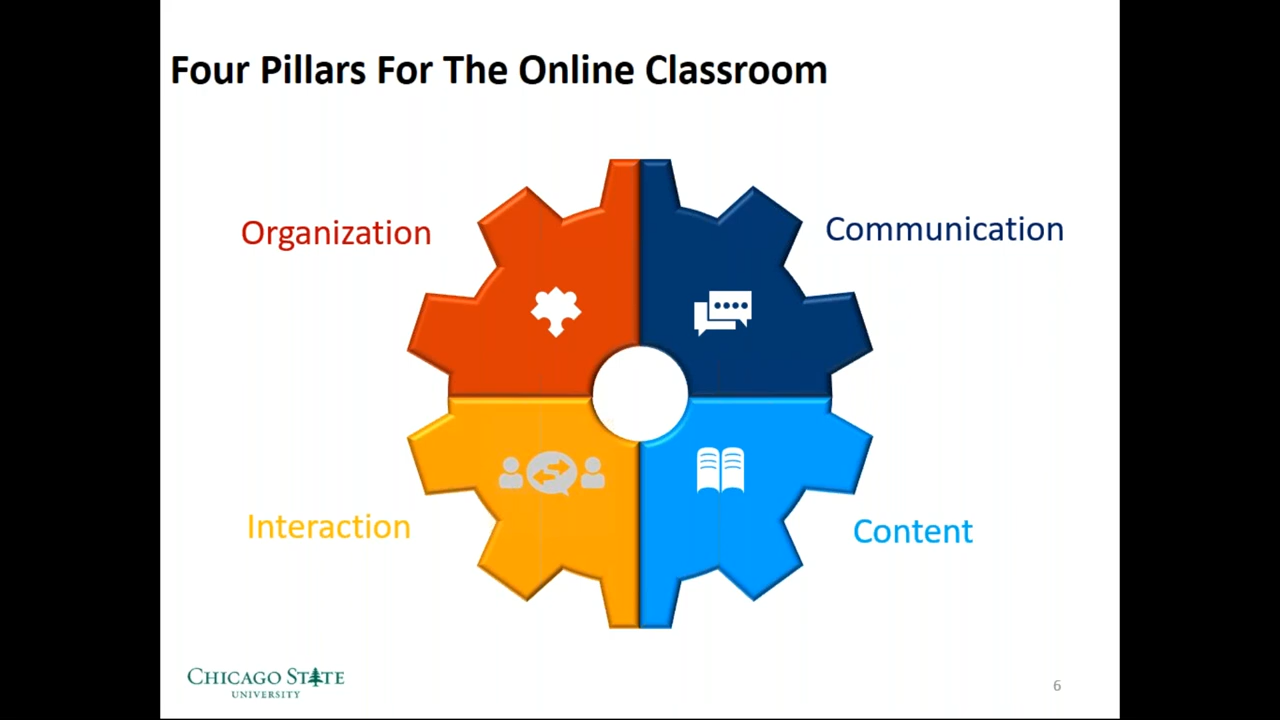 Four Pillars For The Online Classroom
Organization
Communication
Interaction
Content
CHICAGO STATE
UNIVERSITY
6